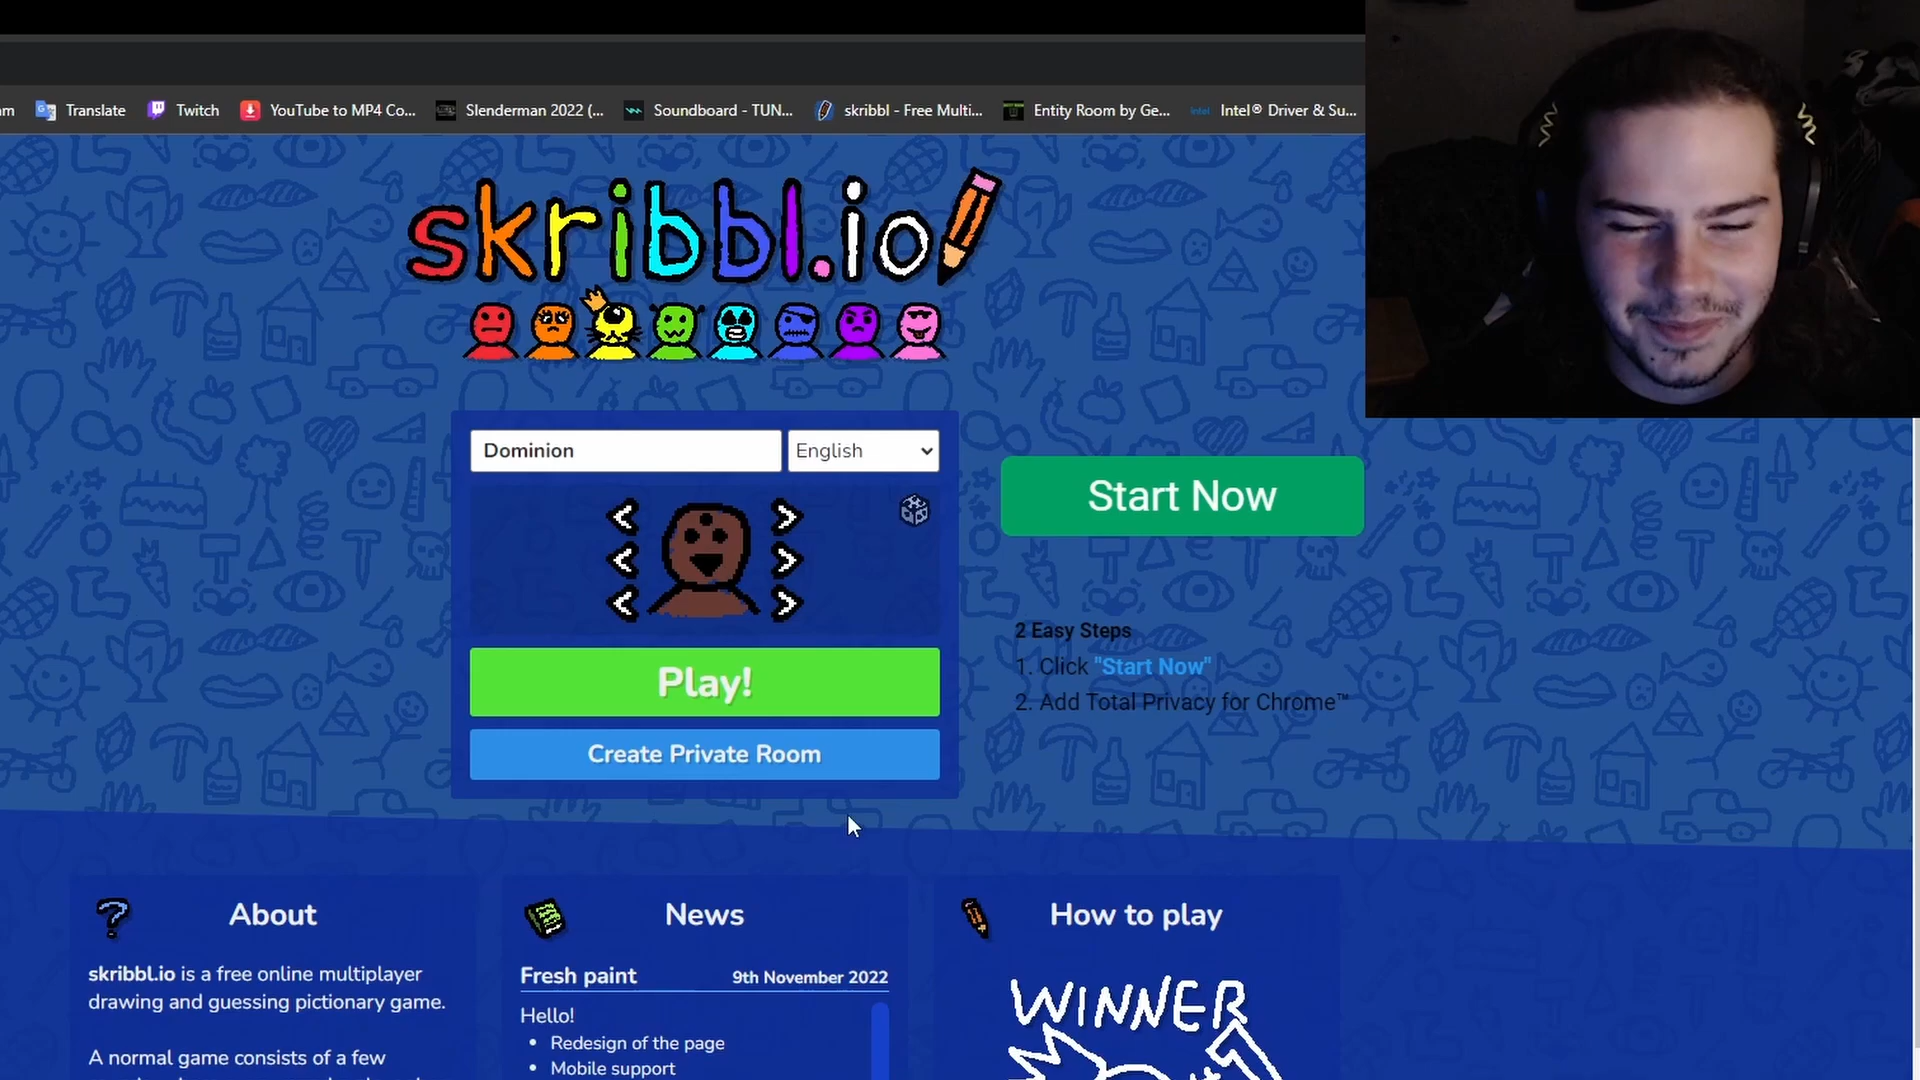 am
Translate
Twitch
YouTube to MP4 Co...
Slenderman 2022 (...
Soundboard - TUN...
skribbl - Free Multi...
Entity Room by Ge...
Intel® Driver & Su...
skribbl.io
Dominion
English
Start Now
Play!
2 Easy Steps
1. Click "Start Now"
2. Add Total Privacy for Chrome™
Create Private Room
About
skribbl.io is a free online multiplayer
drawing and guessing pictionary game.
A normal game consists of a few
News
Fresh paint 9th November 2022
Hello!
• Redesign of the page
• Mobile support
How to play
WINNER